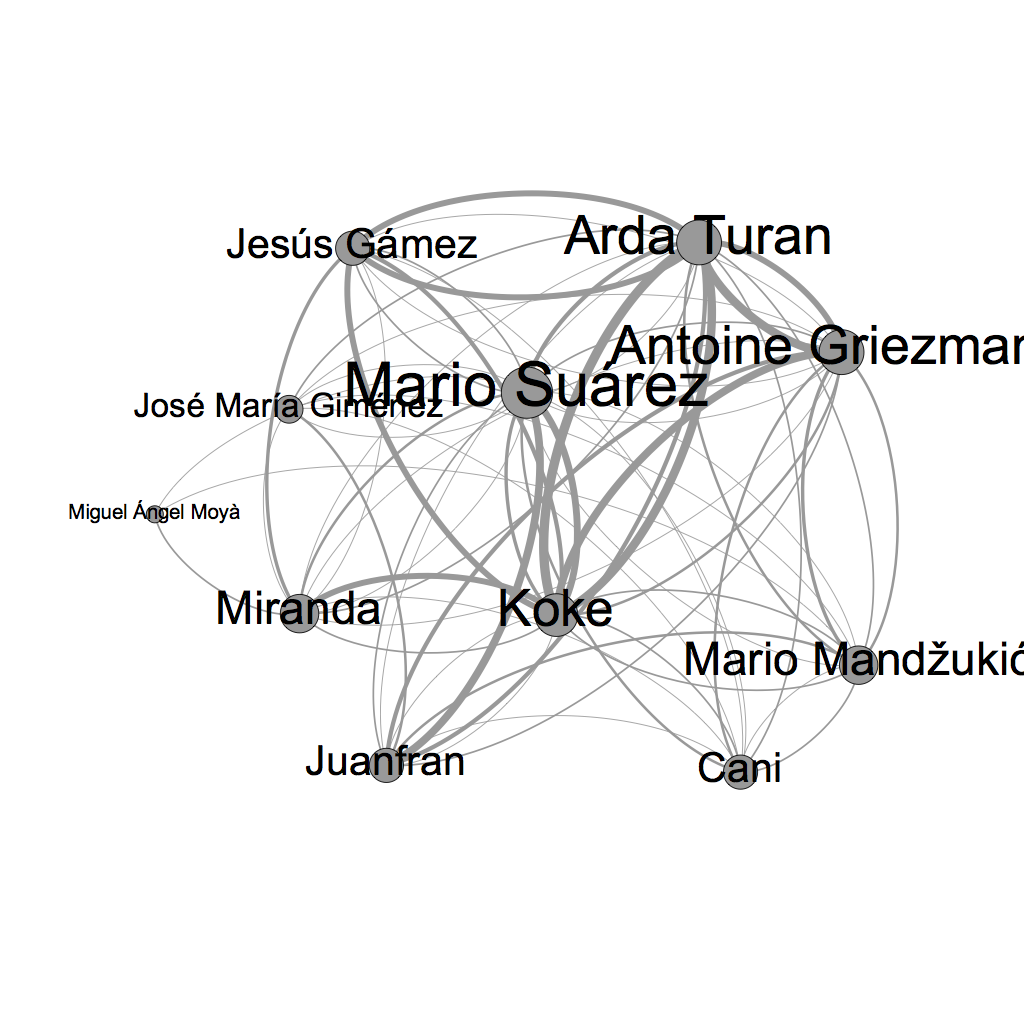 Arda Turan
Jesús Gámez
Antoine Griezman
Mario Suárez
José María Giménez
Miguel Ángel Moyà
Koke
Miranda
Mario Mandžukić
Juanfran
Cani